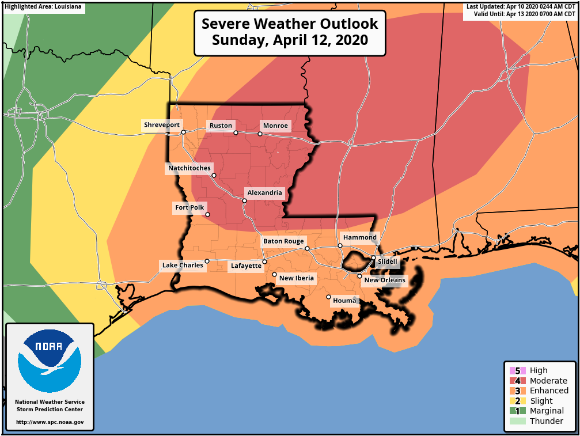 Highlighted Area: Louisiana
Severe Weather Outlook
Sunday, April 12, 2020
Last Updated: Apr 10 2020 0244 AM CDT
Valid Until: Apr 13 2020 0700 AM CDT
Shreveport
Ruston
Monroe
Natchitoches
Alexandria
Fort Polk
Baton Rouge
Hammond
Lake Charles
Lafayette
Slidell
New Iberia
New Orleans
Houma
NOAA
National Weather Service
Storm Prediction Center
http://www.spc.noaa.gov
5 High
4 Moderate
3 Enhanced
2 Slight
1 Marginal
Thunder